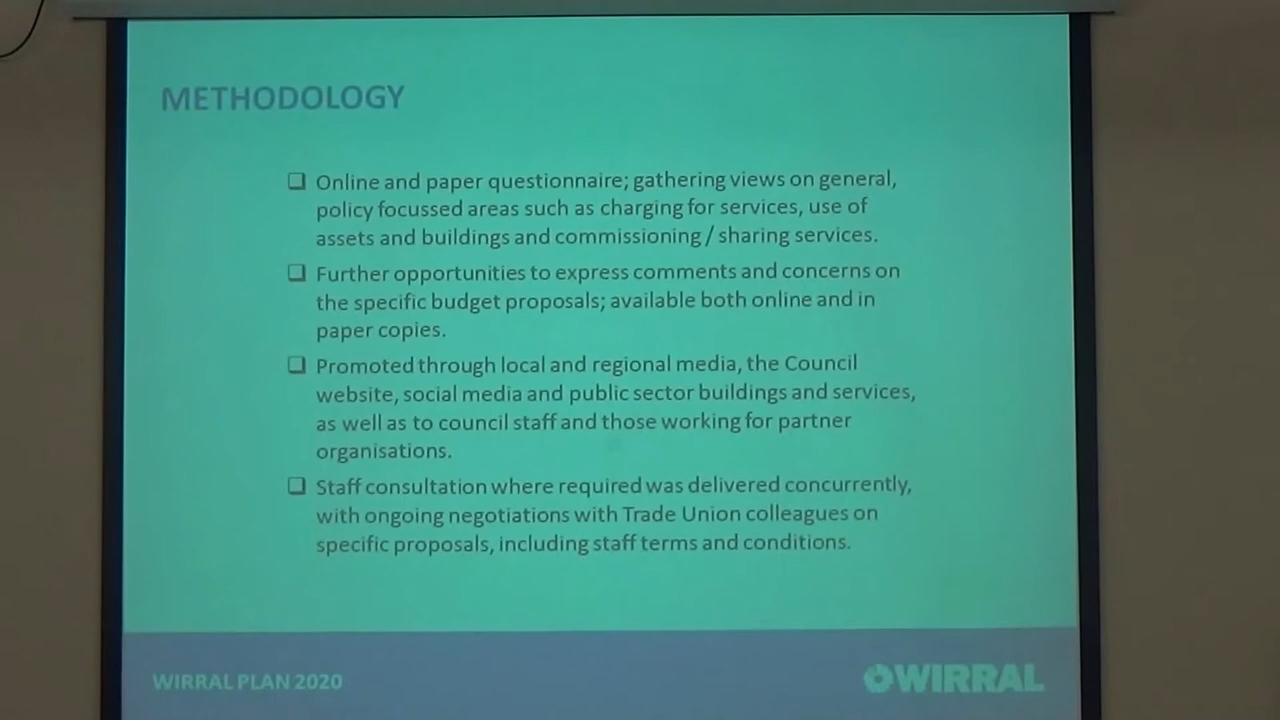 METHODOLOGY
❑ Online and paper questionnaire; gathering views on general,
policy focussed areas such as charging for services, use of
assets and buildings and commissioning / sharing services.
❑ Further opportunities to express comments and concerns on
the specific budget proposals; available both online and in
paper copies.
❑ Promoted through local and regional media, the Council
website, social media and public sector buildings and services,
as well as to council staff and those working for partner
organisations.
❑ Staff consultation where required was delivered concurrently,
with ongoing negotiations with Trade Union colleagues on
specific proposals, including staff terms and conditions.
WIRRAL PLAN 2020
WIRRAL